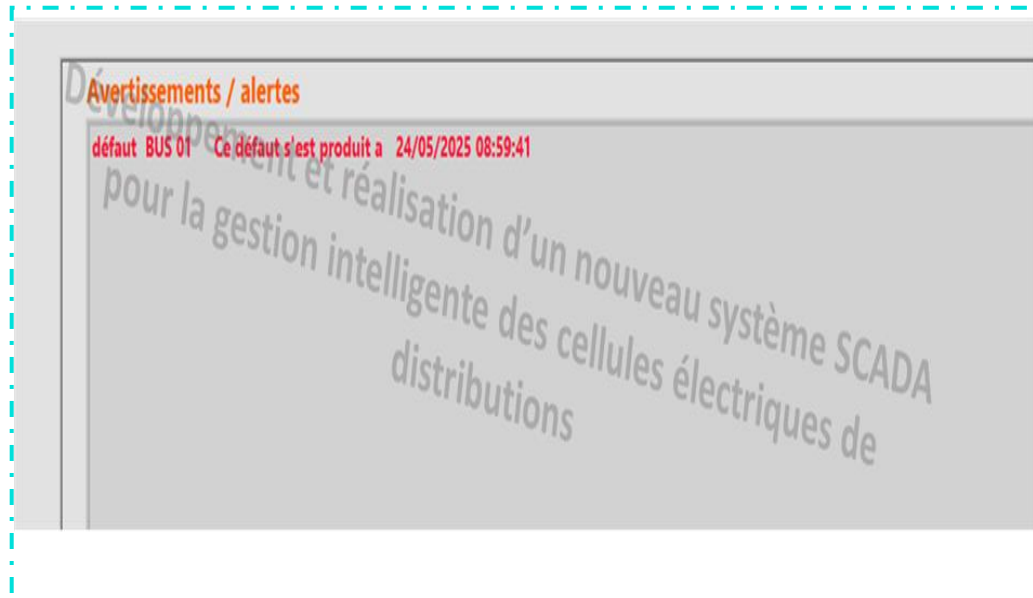 Avertissements / alertes
défaut BUS 01 Ce défaut s'est produit a 24/05/2025 08:59:41
Développement et réalisation d'un nouveau système SCADA
pour la gestion intelligente des cellules électriques de
distributions